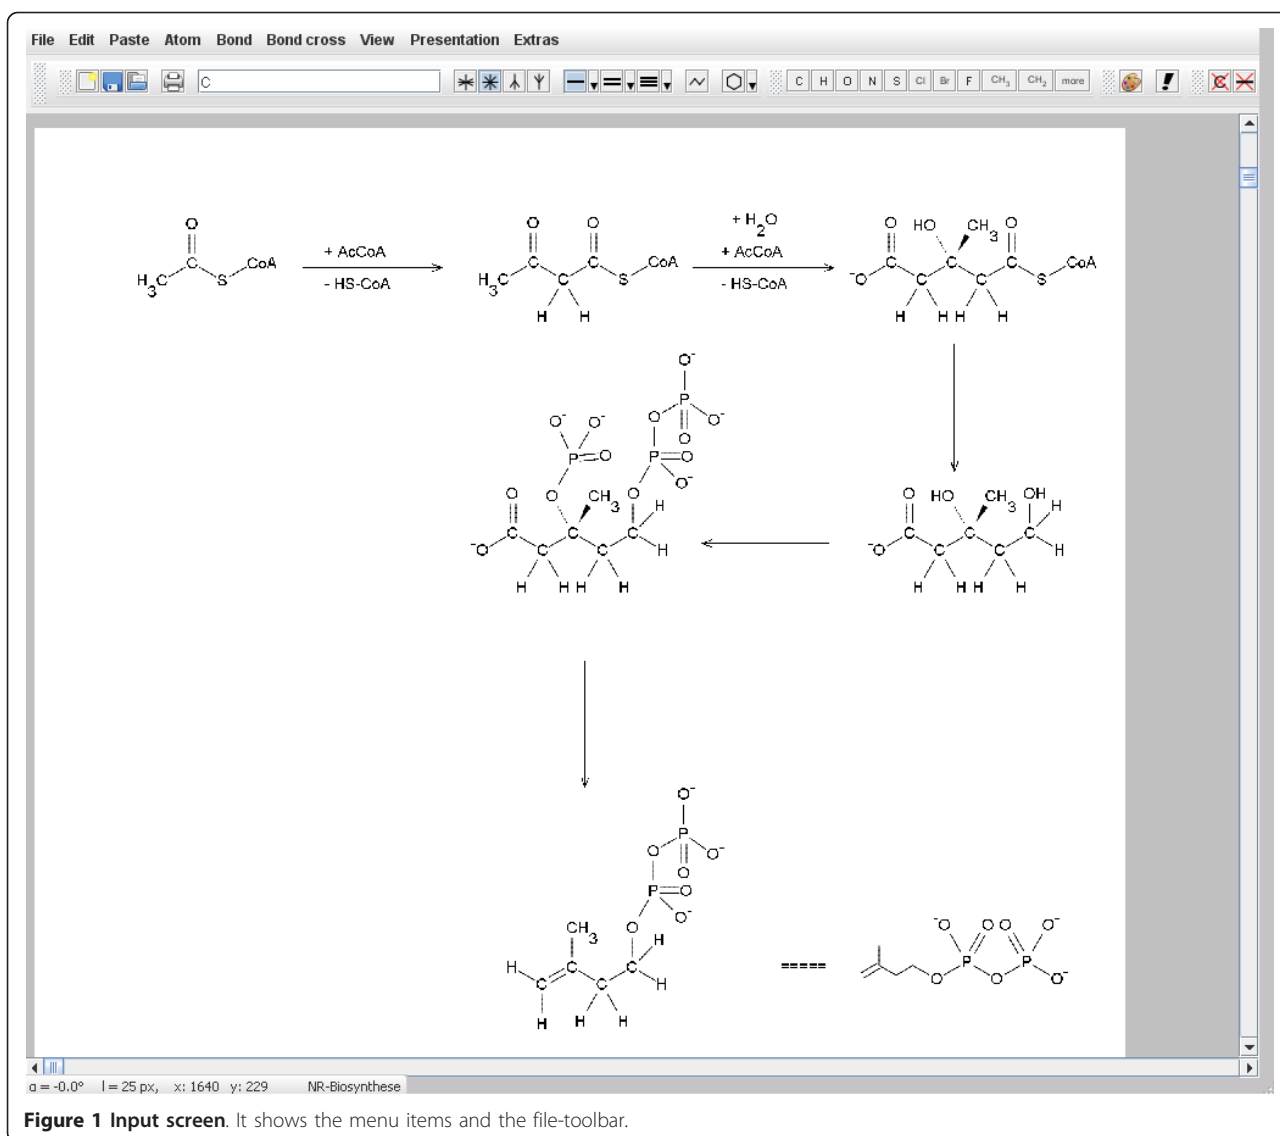 File Edit Paste Atom Bond Bond cross View Presentation Extras
C
C H O N S Cl Br F CH3 CH2 more
O
H3C C S CoA
+ AcCoA
- HS-CoA
O O
H3C C C C S CoA
H H
+ H2O
+ AcCoA
- HS-CoA
O HO CH3 O
-O C C C C C S CoA
H H H H
O-
O P O-
O
O- O-
P O
P O
O-
O O CH3 O H
-O C C C C C H
H H H H
O HO CH3 OH H
-O C C C C C H
H H H H
O-
O P O-
O
P O
O-
CH3 O H
H C C C C H
H H H
=====
-O O O O-
O P O P O-
α = -0.0° l = 25 px, x: 1640 y: 229 NR-Biosynthese
Figure 1 Input screen. It shows the menu items and the file-toolbar.